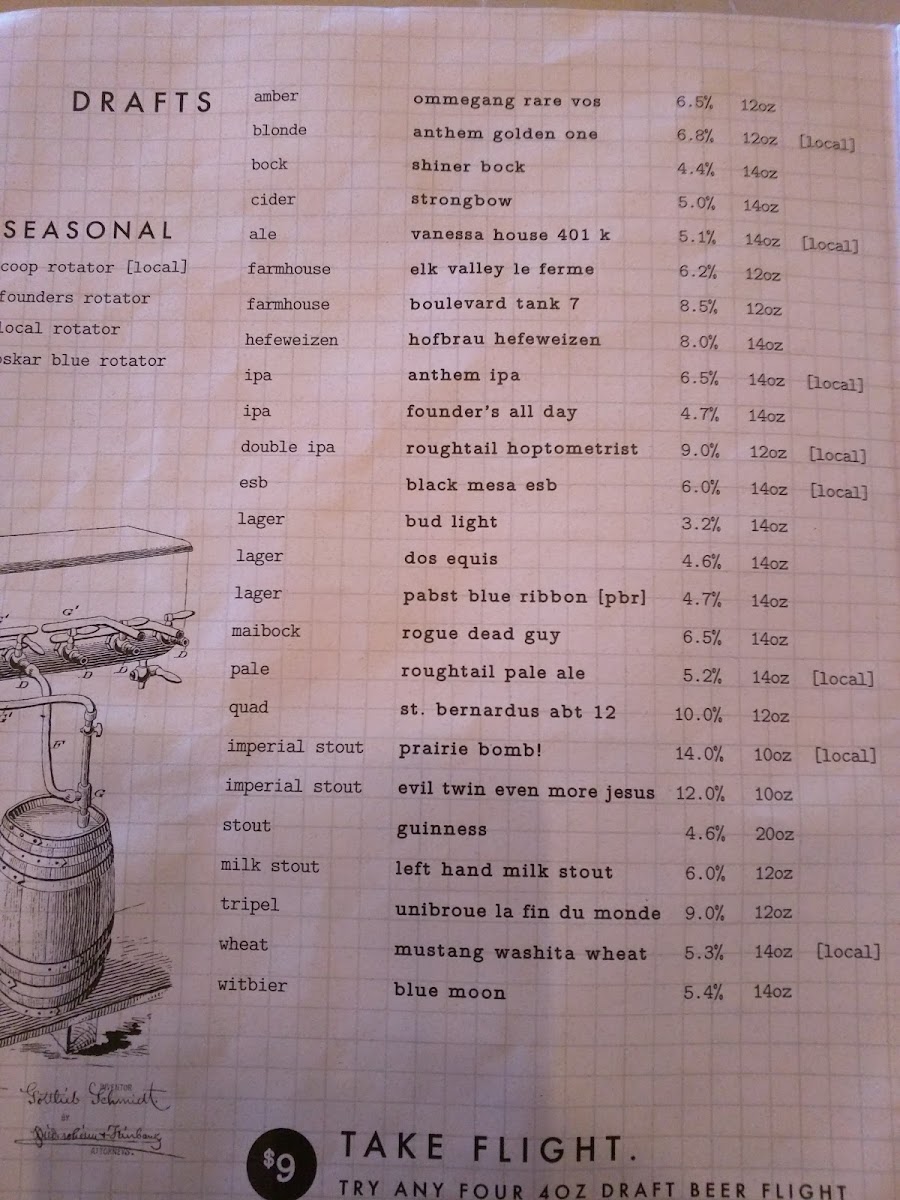 DRAFTS
amber ommegang rare vos 6.5% 12oz
blonde anthem golden one 6.8% 12oz [local]
bock shiner bock 4.4% 14oz
cider strongbow 5.0% 14oz
ale vanessa house 401 k 5.1% 14oz [local]
farmhouse elk valley le ferme 6.2% 12oz
farmhouse boulevard tank 7 8.5% 12oz
hefeweizen hofbrau hefeweizen 8.0% 14oz
ipa anthem ipa 6.5% 14oz [local]
ipa founder's all day 4.7% 14oz
double ipa roughtail hoptometrist 9.0% 12oz [local]
esb black mesa esb 6.0% 14oz [local]
lager bud light 3.2% 14oz
lager dos equis 4.6% 14oz
lager pabst blue ribbon [pbr] 4.7% 14oz
maibock rogue dead guy 6.5% 14oz
pale roughtail pale ale 5.2% 14oz [local]
quad st. bernardus abt 12 10.0% 12oz
imperial stout prairie bomb! 14.0% 10oz [local]
imperial stout evil twin even more jesus 12.0% 10oz
stout guinness 4.6% 20oz
milk stout left hand milk stout 6.0% 12oz
tripel unibroue la fin du monde 9.0% 12oz
wheat mustang washita wheat 5.3% 14oz [local]
witbier blue moon 5.4% 14oz
SEASONAL
coop rotator [local]
founders rotator
local rotator
oskar blue rotator
G'
D D D D
G'
F'
G
INVENTOR
Gottlieb Schmidt
BY
ATTORNEYS.
$9
TAKE FLIGHT.
TRY ANY FOUR 4OZ DRAFT BEER FLIGHT